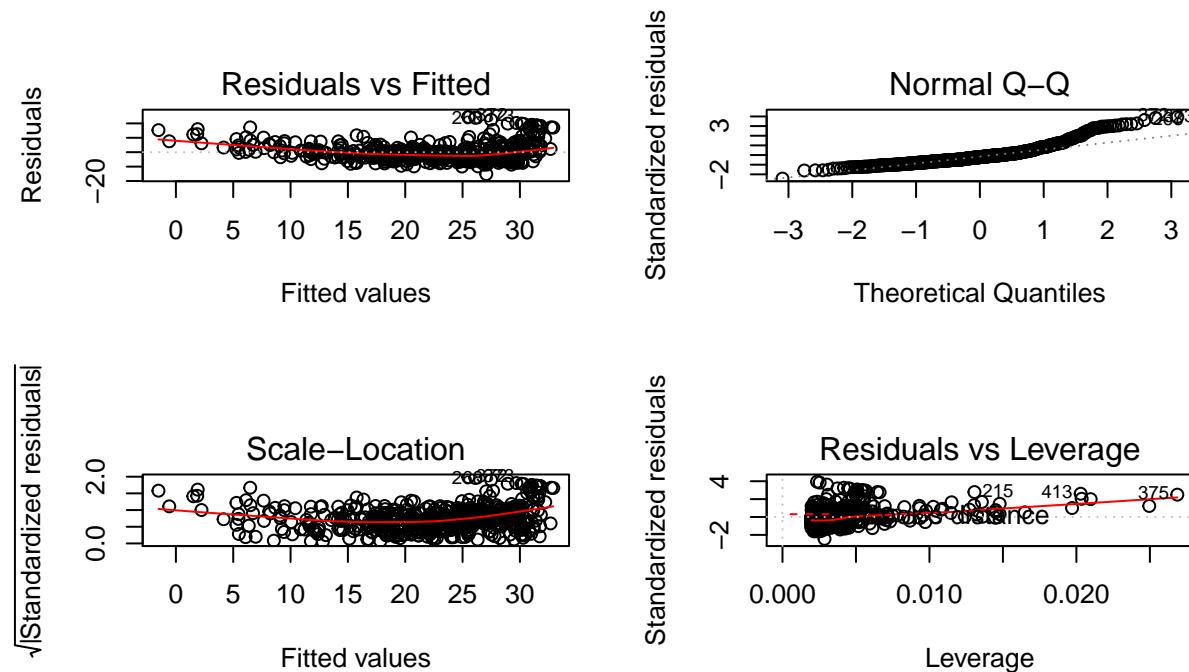 Residuals vs Fitted
Residuals
−20
0 5 10 15 20 25 30
Fitted values
Normal Q−Q
Standardized residuals
3
−2
−3 −2 −1 0 1 2 3
Theoretical Quantiles
Scale−Location
√|Standardized residuals|
2.0
0.0
0 5 10 15 20 25 30
Fitted values
Residuals vs Leverage
Standardized residuals
4
−2
215
413
375
distance
0.000 0.010 0.020
Leverage